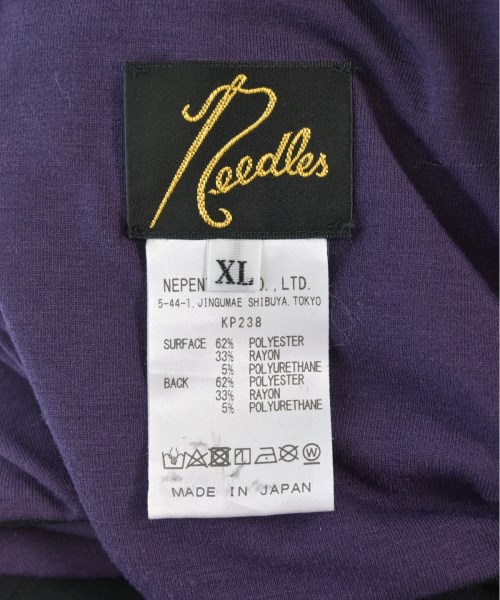 Needles
XL
NEPEN O., LTD.
5-44-1, JINGUMAE SHIBUYA, TOKYO
KP238
SURFACE 62% POLYESTER
33% RAYON
5% POLYURETHANE
BACK 62% POLYESTER
33% RAYON
5% POLYURETHANE
MADE IN JAPAN